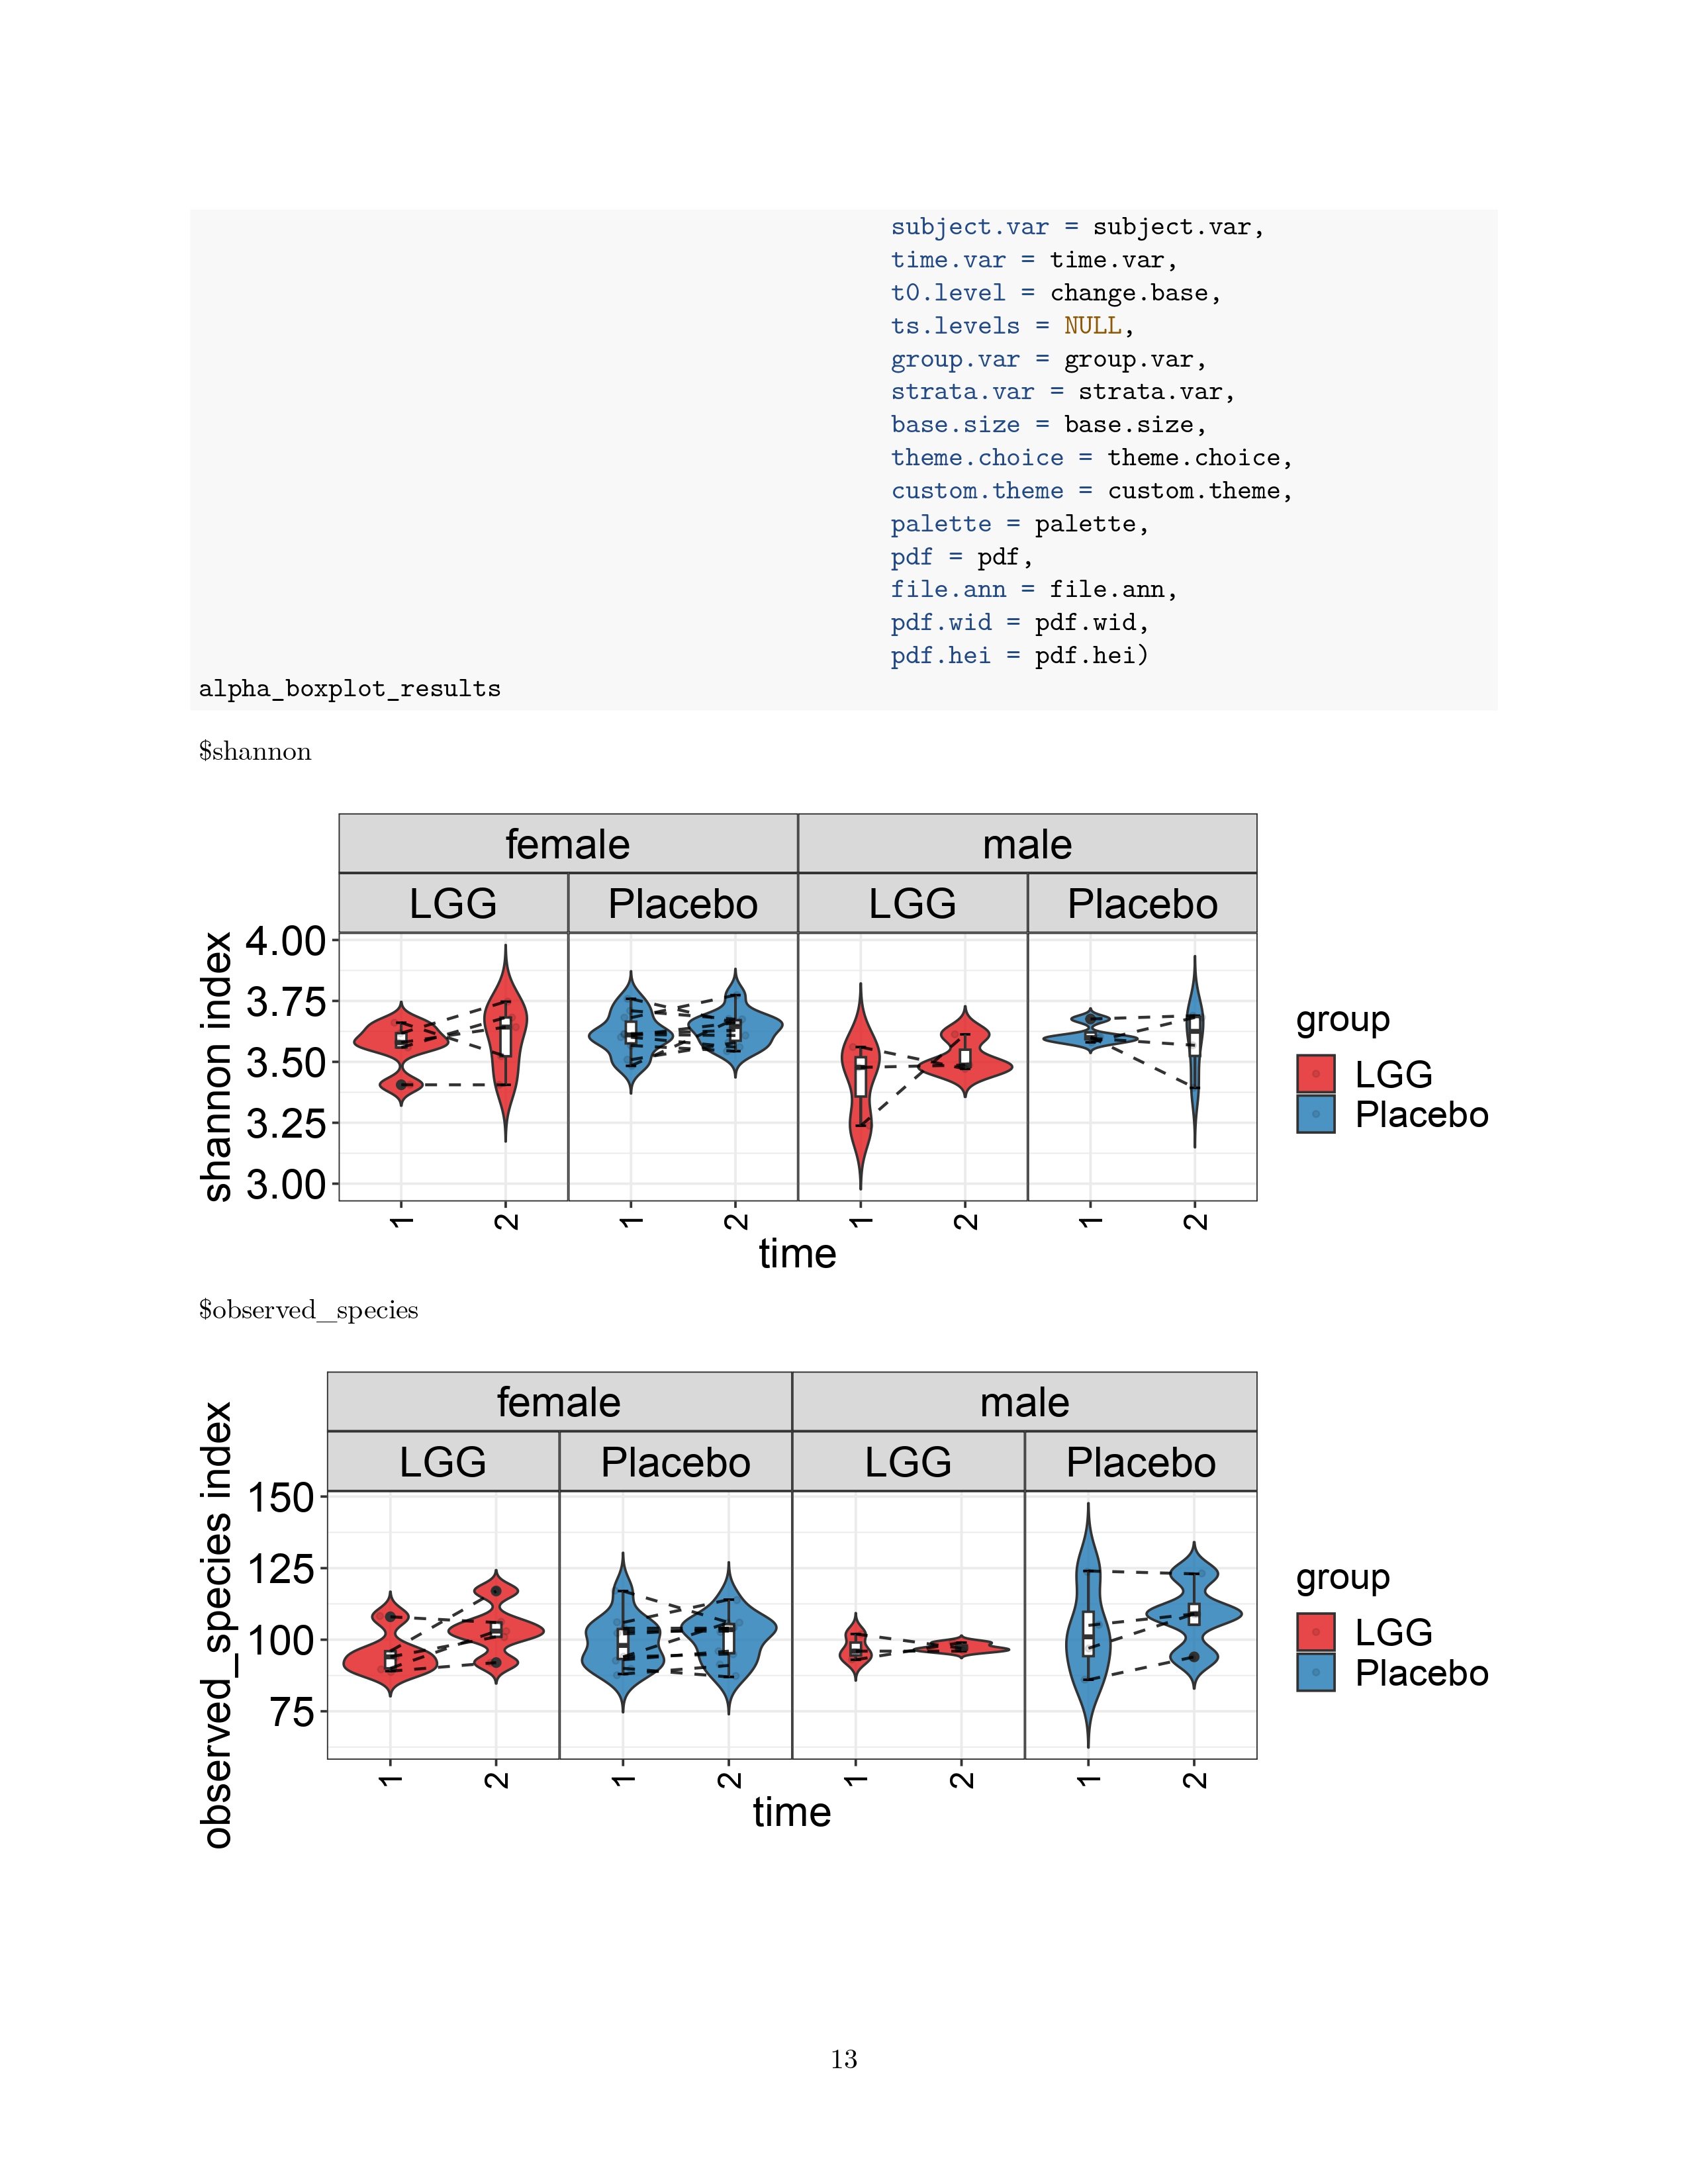 subject.var = subject.var,
time.var = time.var,
t0.level = change.base,
ts.levels = NULL,
group.var = group.var,
strata.var = strata.var,
base.size = base.size,
theme.choice = theme.choice,
custom.theme = custom.theme,
palette = palette,
pdf = pdf,
file.ann = file.ann,
pdf.wid = pdf.wid,
pdf.hei = pdf.hei)
alpha_boxplot_results
$shannon
female male
LGG Placebo LGG Placebo
shannon index
4.00
3.75
3.50
3.25
3.00
1 2 1 2 1 2 1 2
time
group
LGG
Placebo
$observed_species
female male
LGG Placebo LGG Placebo
observed_species index
150
125
100
75
1 2 1 2 1 2 1 2
time
group
LGG
Placebo
13